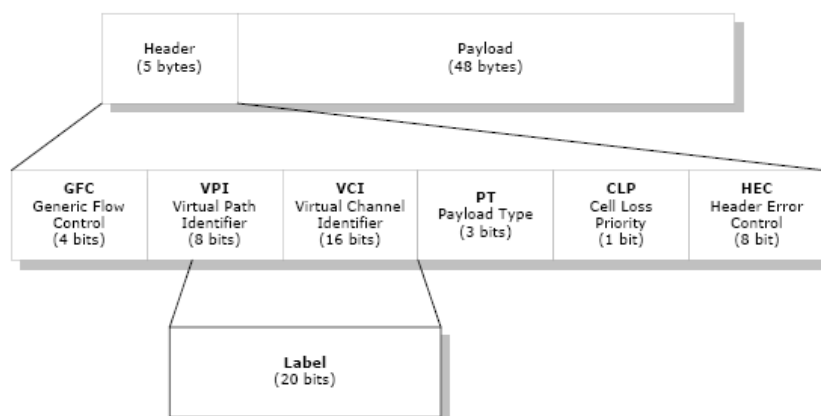 Header
(5 bytes)
Payload
(48 bytes)
GFC
Generic Flow
Control
(4 bits)
VPI
Virtual Path
Identifier
(8 bits)
VCI
Virtual Channel
Identifier
(16 bits)
PT
Payload Type
(3 bits)
CLP
Cell Loss
Priority
(1 bit)
HEC
Header Error
Control
(8 bit)
Label
(20 bits)